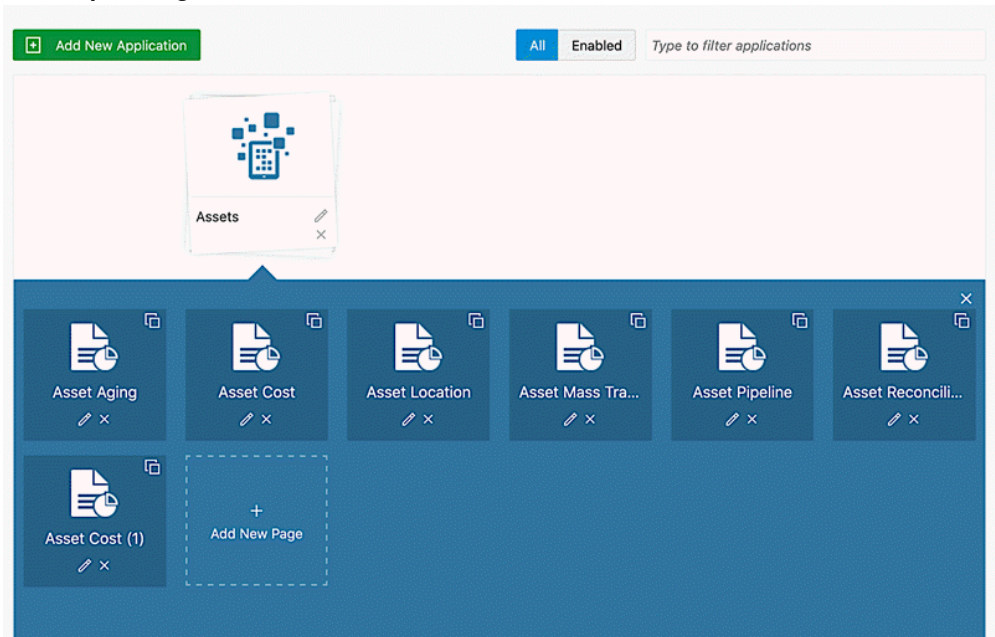 Add New Application
All
Enabled
Type to filter applications
Assets
Asset Aging
Asset Cost
Asset Location
Asset Mass Tra...
Asset Pipeline
Asset Reconcili...
Asset Cost (1)
+
Add New Page